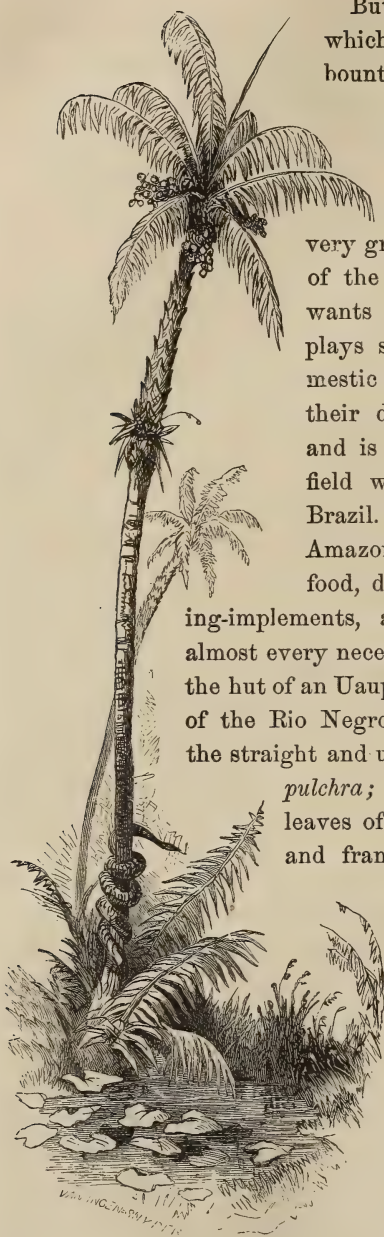 But
which
bount
very gr
of the
wants
plays s
mestic
their d
and is
field w
Brazil.
Amazon
food, d
ing-implements, a
almost every nece
the hut of an Uaup
of the Rio Negro
the straight and u
pulchra;
leaves of
and fran